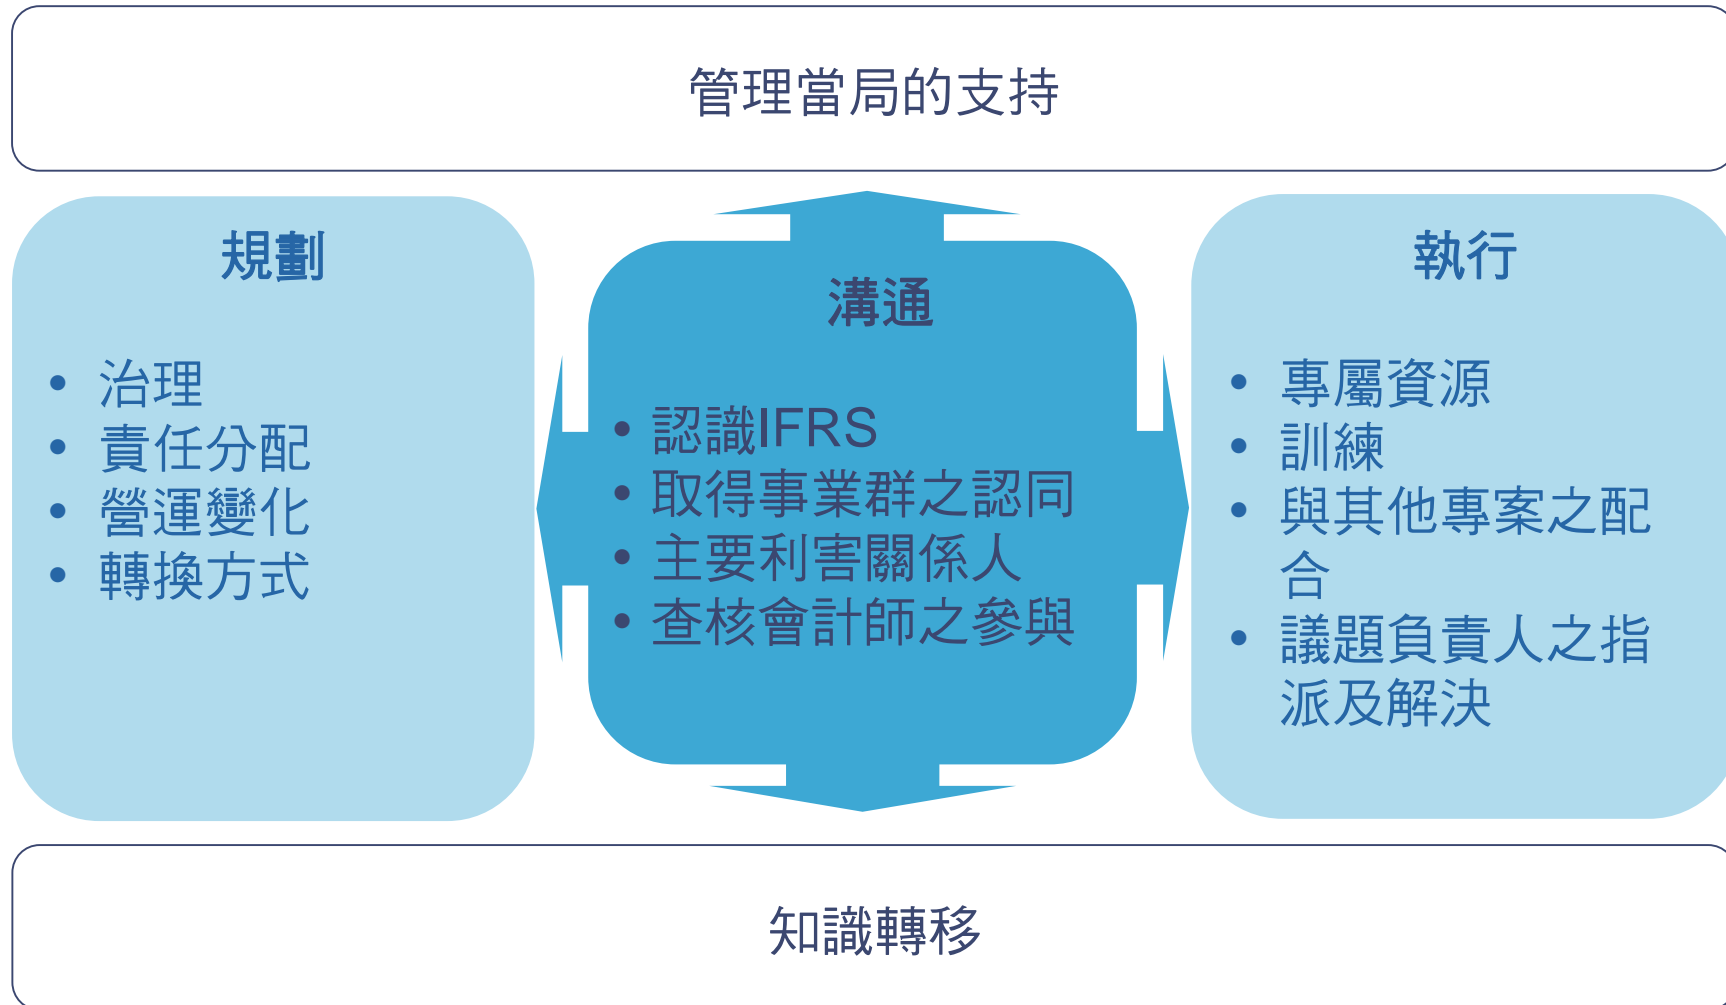 管理當局的支持
規劃
• 治理
• 責任分配
• 營運變化
• 轉換方式
溝通
• 認識IFRS
• 取得事業群之認同
• 主要利害關係人
• 查核會計師之參與
執行
• 專屬資源
• 訓練
• 與其他專案之配
合
• 議題負責人之指
派及解決
知識轉移